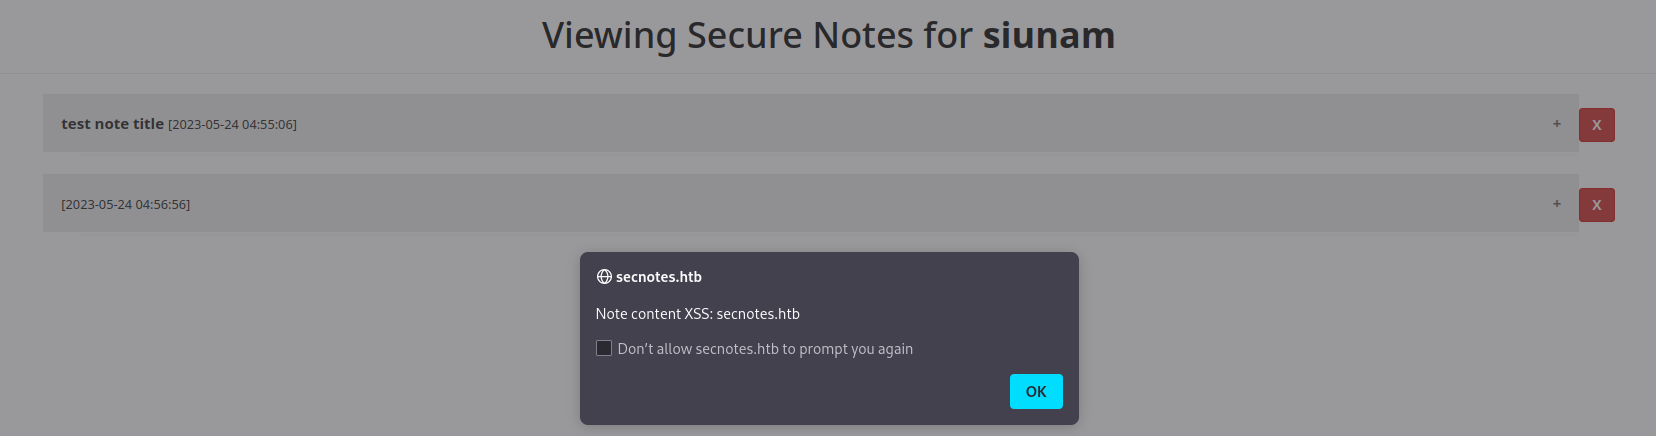 Viewing Secure Notes for siunam
test note title [2023-05-24 04:55:06]
+
X
[2023-05-24 04:56:56]
+
X
secnotes.htb
Note content XSS: secnotes.htb
Don't allow secnotes.htb to prompt you again
OK